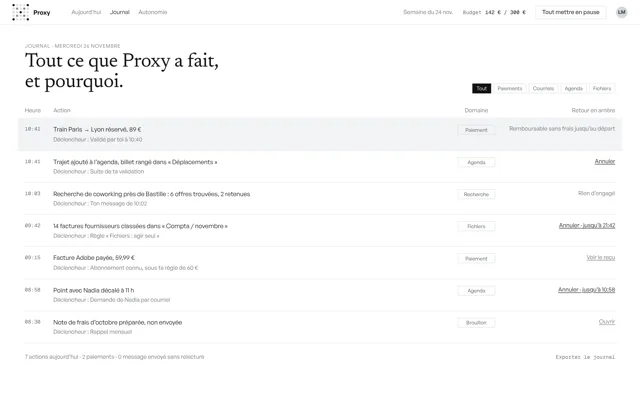 Proxy
Aujourd'hui Journal Autonomie
Semaine du 24 nov. Budget 142 € / 300 € Tout mettre en pause LM
JOURNAL · MERCREDI 26 NOVEMBRE
Tout ce que Proxy a fait,
et pourquoi.
Tout Paiements Courriels Agenda Fichiers
Heure Action Domaine Retour en arrière
10:41 Train Paris → Lyon réservé, 89 € Paiement Remboursable sans frais jusqu'au départ
Déclencheur : Validé par toi à 10:40
10:41 Trajet ajouté à l'agenda, billet rangé dans « Déplacements » Agenda Annuler
Déclencheur : Suite de ta validation
10:03 Recherche de coworking près de Bastille : 6 offres trouvées, 2 retenues Recherche Rien d'engagé
Déclencheur : Ton message de 10:02
09:42 14 factures fournisseurs classées dans « Compta / novembre » Fichiers Annuler · jusqu'à 21:42
Déclencheur : Règle « Fichiers : agir seul »
09:15 Facture Adobe payée, 59,99 € Paiement Voir le reçu
Déclencheur : Abonnement connu, sous ta règle de 60 €
08:58 Point avec Nadia décalé à 11 h Agenda Annuler · jusqu'à 10:58
Déclencheur : Demande de Nadia par courriel
08:30 Note de frais d'octobre préparée, non envoyée Brouillon Ouvrir
Déclencheur : Rappel mensuel
7 actions aujourd'hui · 2 paiements · 0 message envoyé sans relecture Exporter le journal